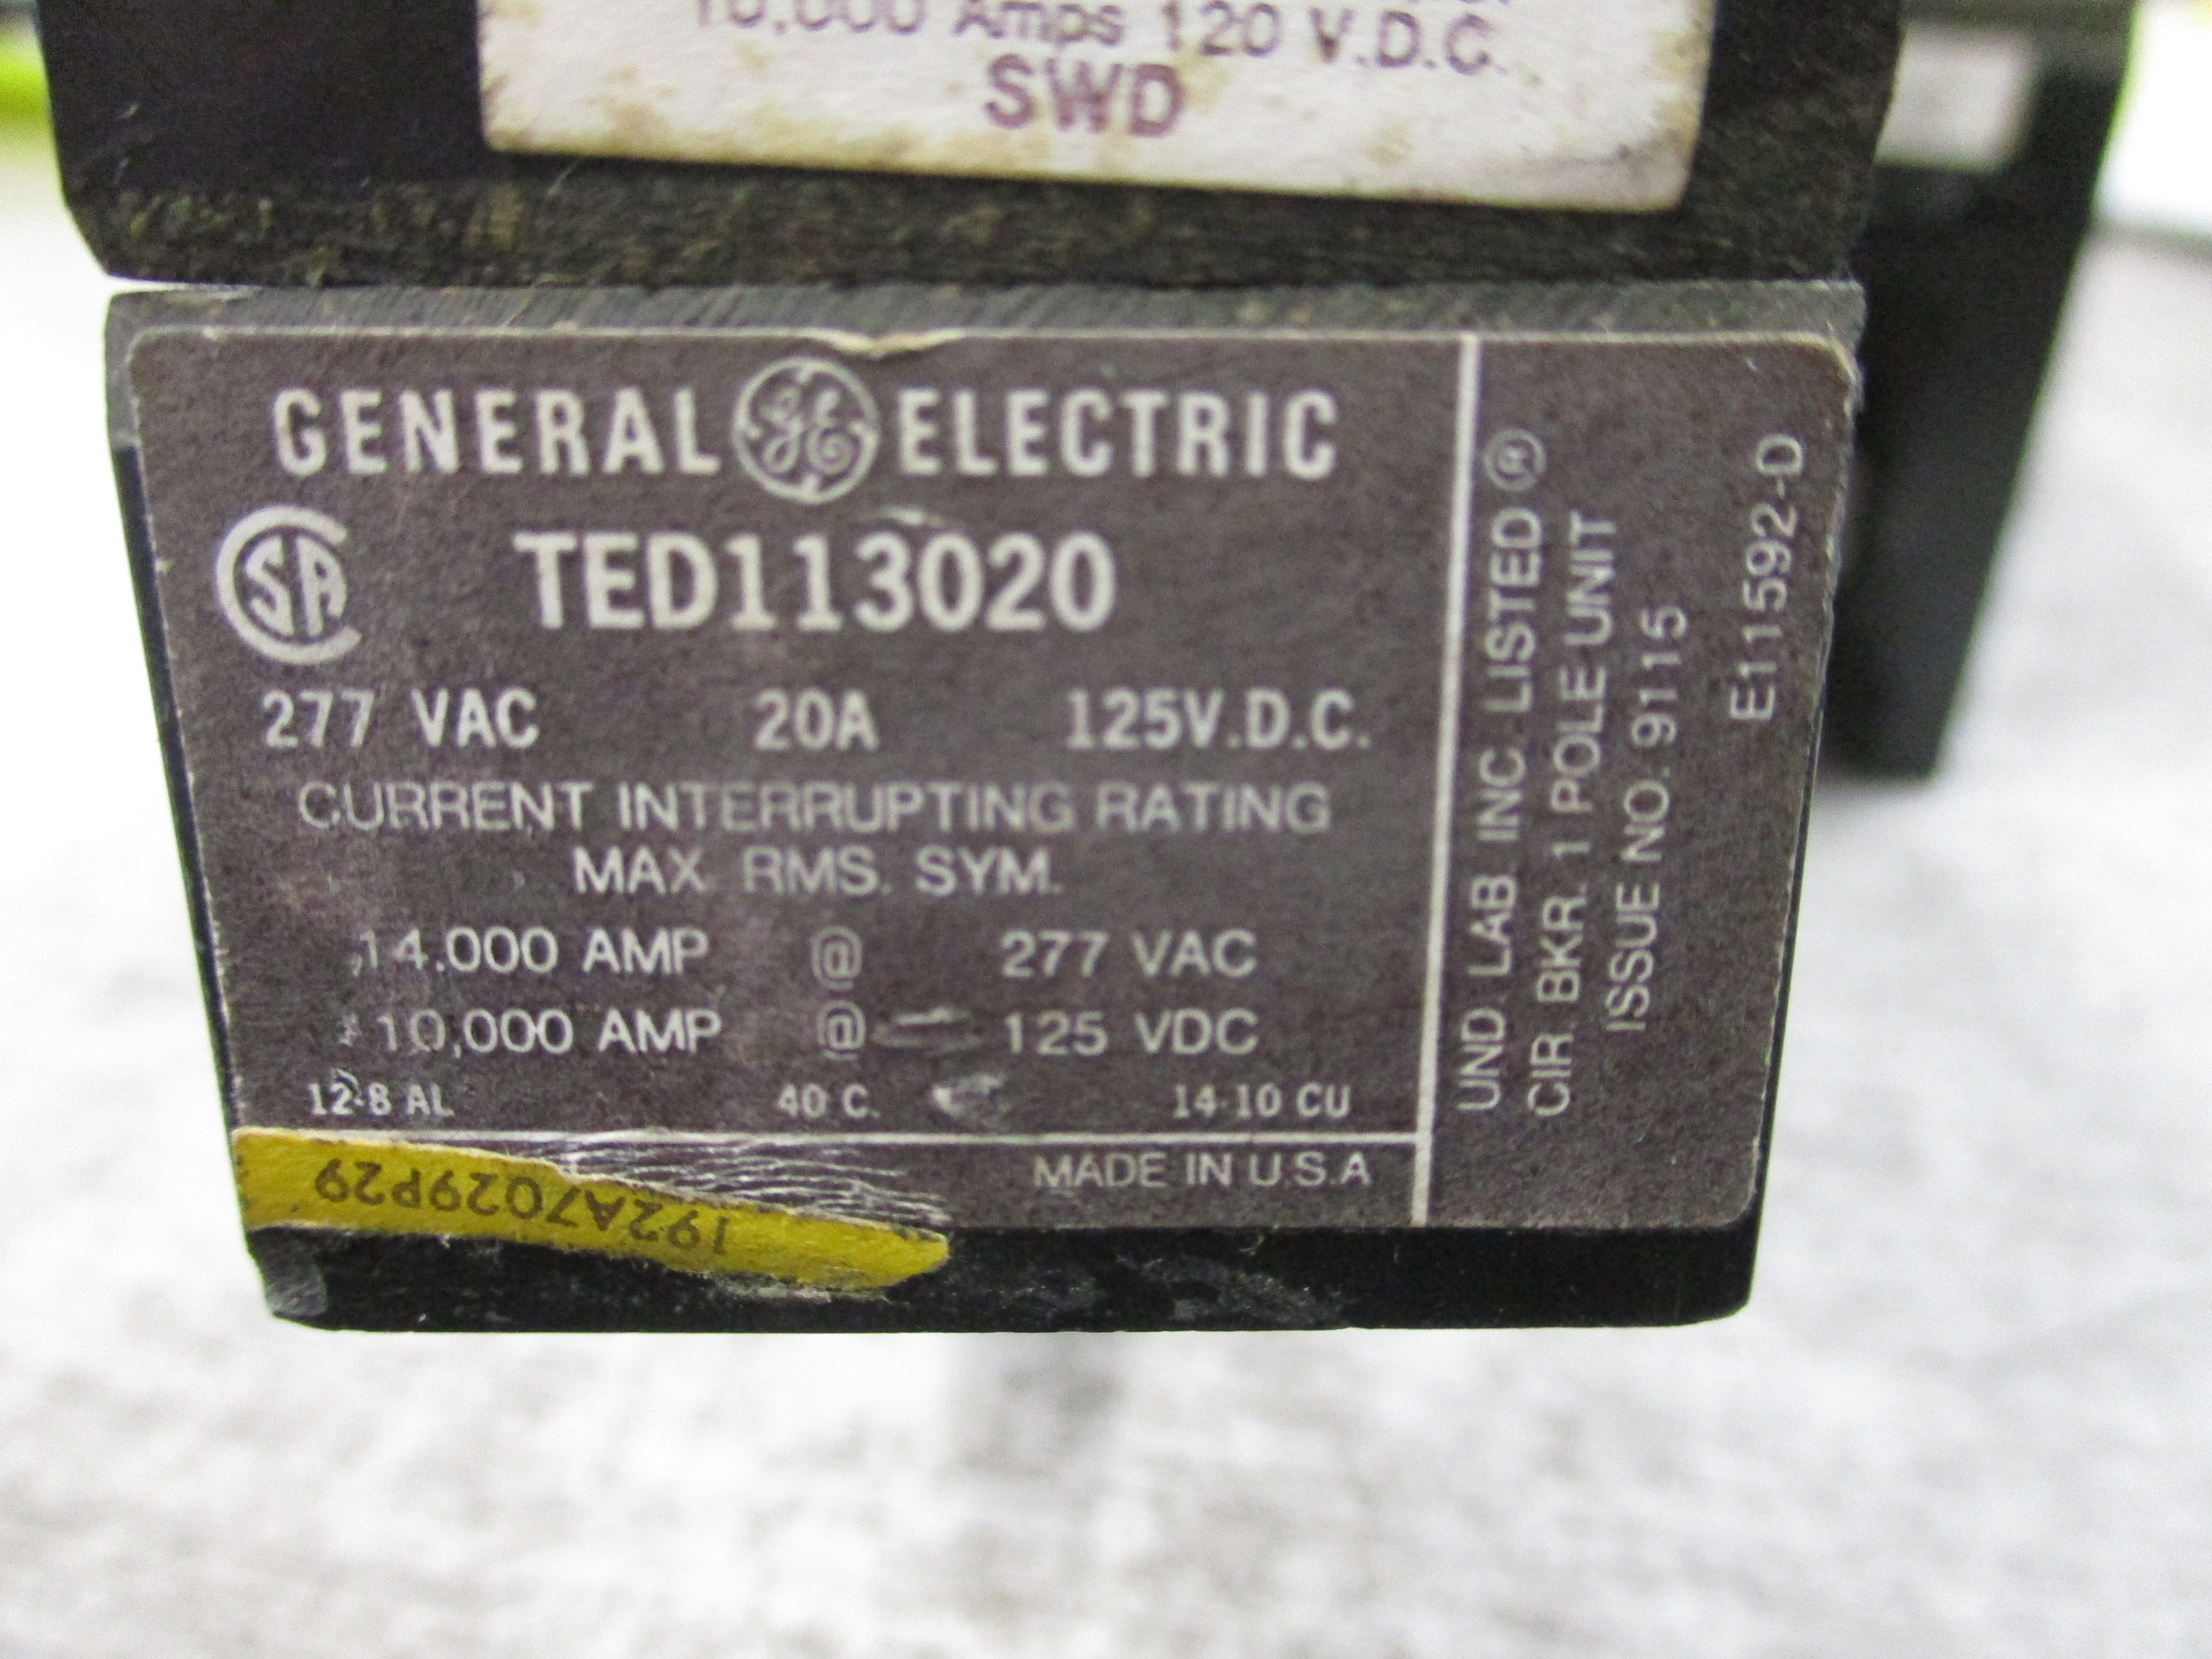 10,000 Amps 120 V.D.C.
SWD
GENERAL GE ELECTRIC
CSA TED113020
277 VAC 20A 125V.D.C.
CURRENT INTERRUPTING RATING
MAX. RMS. SYM.
14,000 AMP @ 277 VAC
10,000 AMP @ 125 VDC
12-8 AL 40 C. 14-10 CU
MADE IN U.S.A
192A7029P29
UND. LAB. INC. LISTED ®
CIR. BKR. 1 POLE UNIT
ISSUE NO. 9115
E11592-D